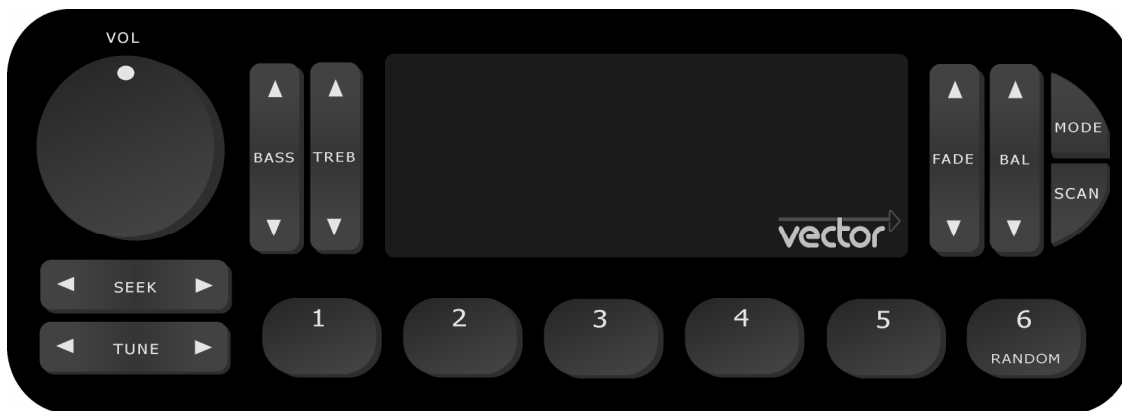 VOL
BASS
TREB
vector
FADE
BAL
MODE
SCAN
SEEK
TUNE
1
2
3
4
5
6
RANDOM